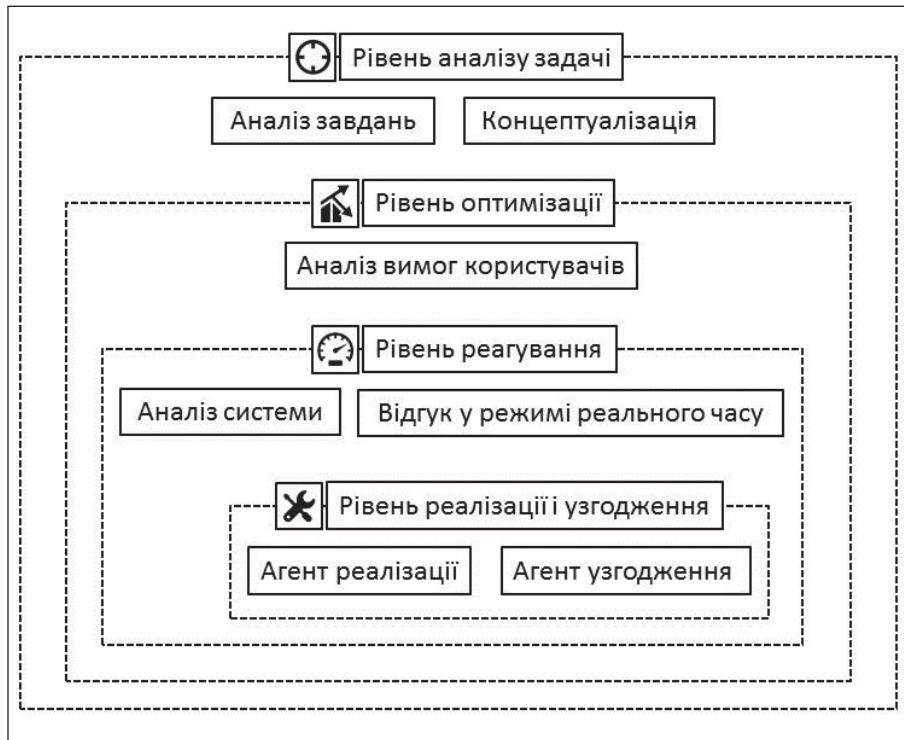 Рівень аналізу задачі
Аналіз завдань
Концептуалізація
Рівень оптимізації
Аналіз вимог користувачів
Рівень реагування
Аналіз системи
Відгук у режимі реального часу
Рівень реалізації і узгодження
Агент реалізації
Агент узгодження